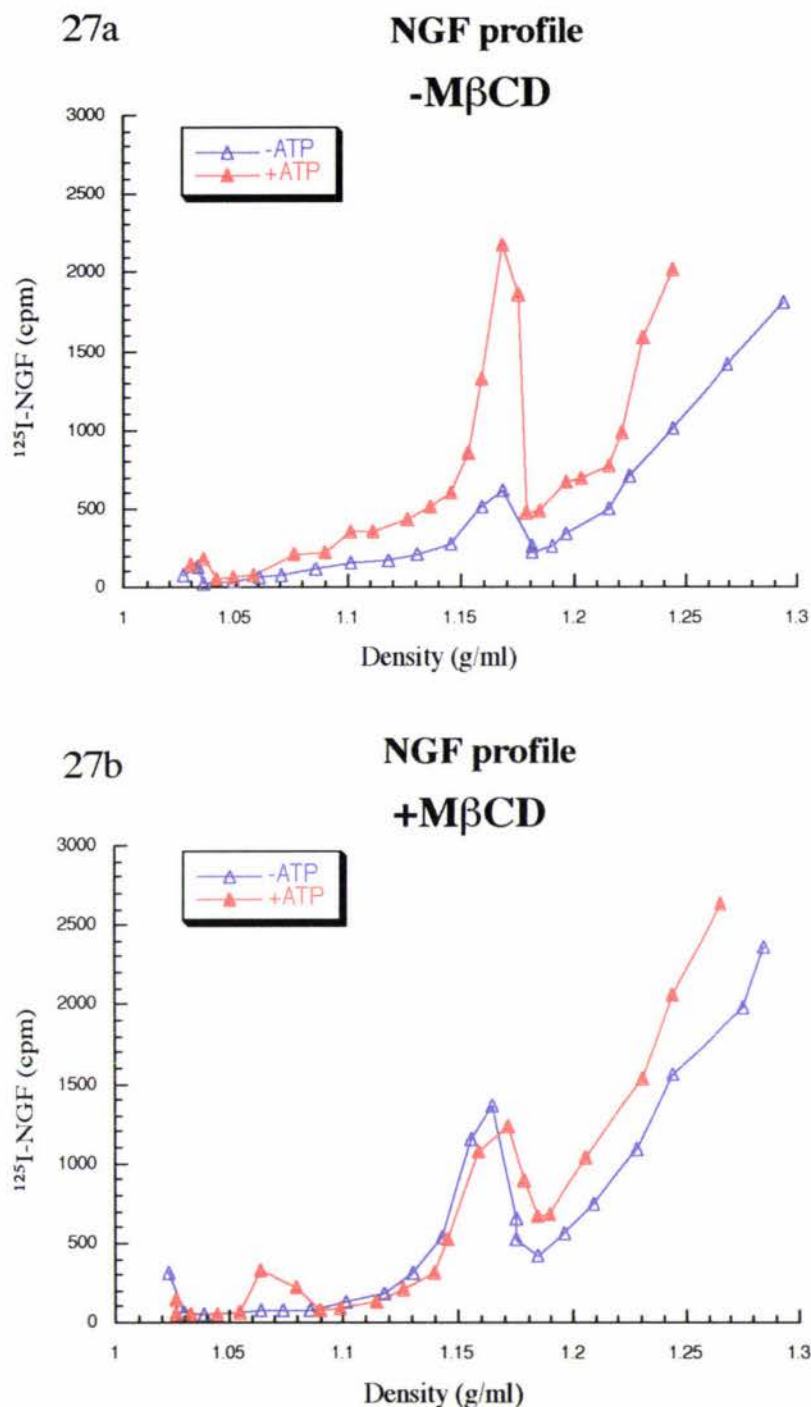 27a
NGF profile
-MβCD
3000
2500
2000
1500
1000
500
0
-ATP
+ATP
¹²⁵I-NGF (cpm)
1
1.05
1.1
1.15
1.2
1.25
1.3
Density (g/ml)
27b
NGF profile
+MβCD
3000
2500
2000
1500
1000
500
0
-ATP
+ATP
¹²⁵I-NGF (cpm)
1
1.05
1.1
1.15
1.2
1.25
1.3
Density (g/ml)